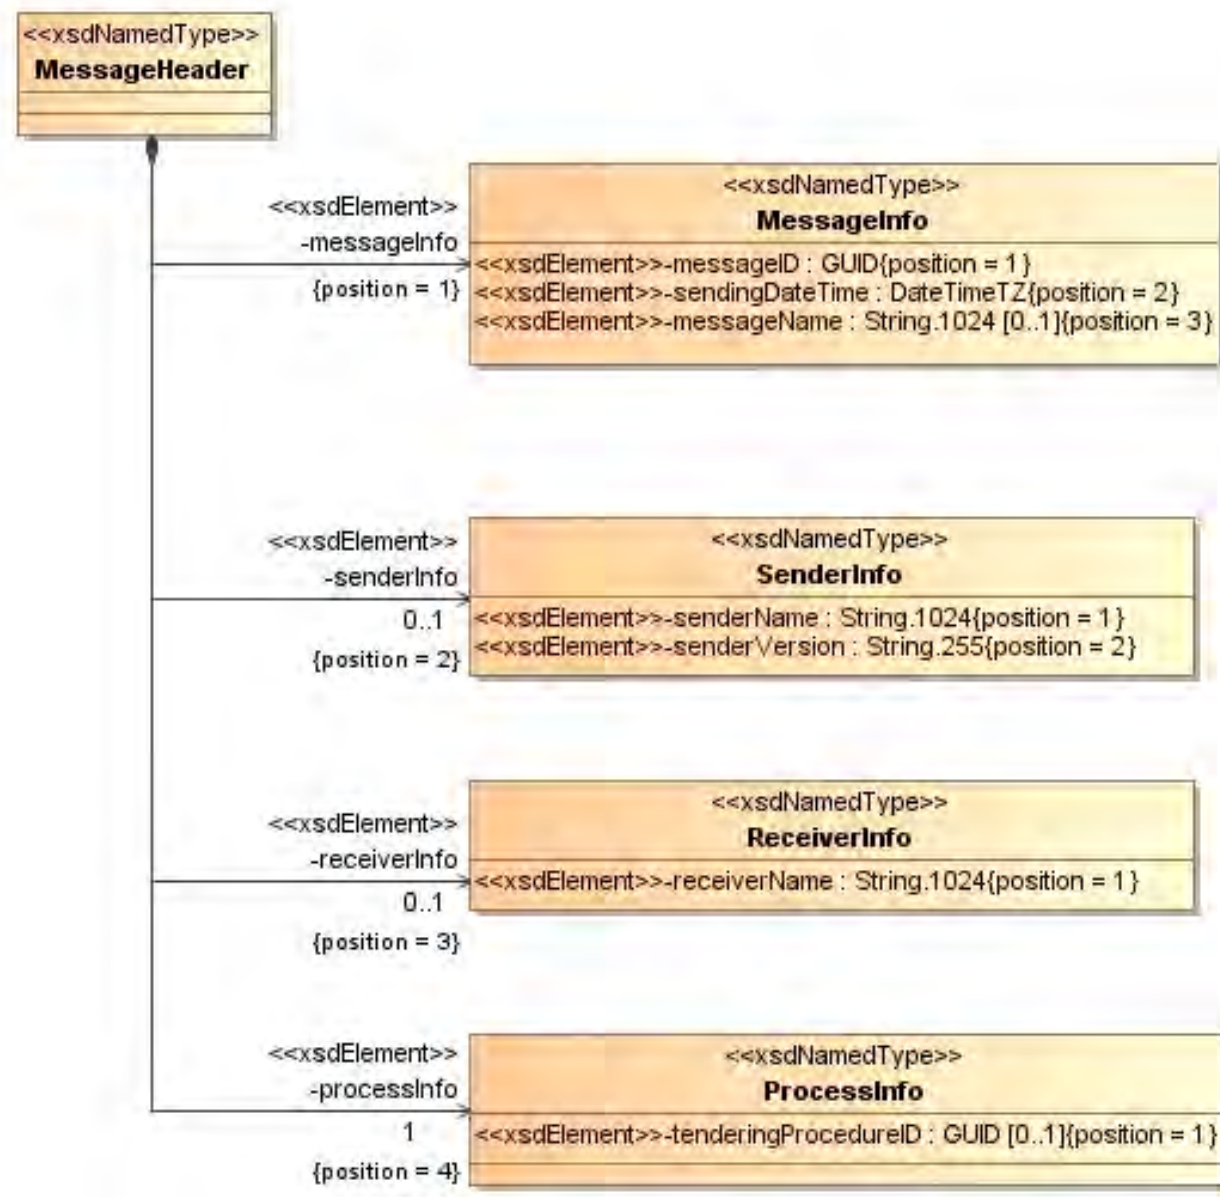 <<xsdNamedType>>
MessageHeader
<<xsdElement>>
-messageInfo
{position = 1}
<<xsdNamedType>>
MessageInfo
<<xsdElement>>-messageID : GUID{position = 1}
<<xsdElement>>-sendingDateTime : DateTimeTZ{position = 2}
<<xsdElement>>-messageName : String.1024 [0..1]{position = 3}
<<xsdElement>>
-senderInfo
0..1
{position = 2}
<<xsdNamedType>>
SenderInfo
<<xsdElement>>-senderName : String.1024{position = 1}
<<xsdElement>>-senderVersion : String.255{position = 2}
<<xsdElement>>
-receiverInfo
0..1
{position = 3}
<<xsdNamedType>>
ReceiverInfo
<<xsdElement>>-receiverName : String.1024{position = 1}
<<xsdElement>>
-processInfo
1
{position = 4}
<<xsdNamedType>>
ProcessInfo
<<xsdElement>>-tenderingProcedureID : GUID [0..1]{position = 1}